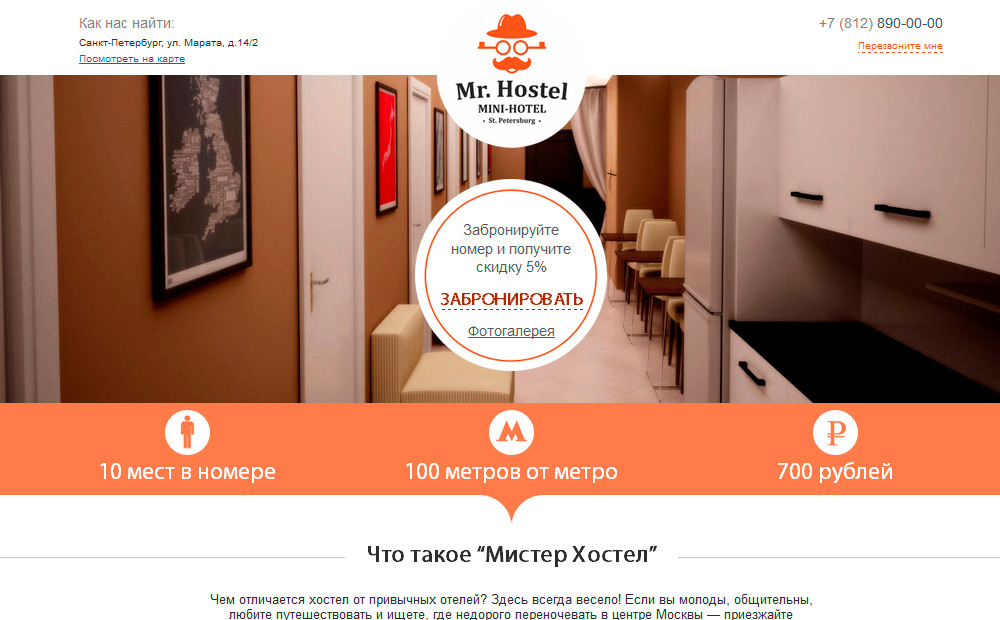 Как нас найти:
Санкт-Петербург, ул. Марата, д.14/2
Посмотреть на карте
Mr. Hostel
MINI-HOTEL
· St. Petersburg ·
+7 (812) 890-00-00
Перезвоните мне
Забронируйте
номер и получите
скидку 5%
ЗАБРОНИРОВАТЬ
Фотогалерея
10 мест в номере
100 метров от метро
700 рублей
Что такое “Мистер Хостел”
Чем отличается хостел от привычных отелей? Здесь всегда весело! Если вы молоды, общительны,
любите путешествовать и ищете, где недорого переночевать в центре Москвы — приезжайте